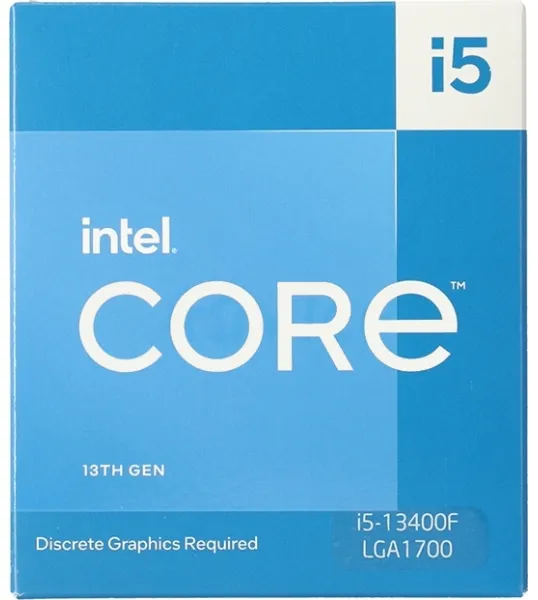 i5
intel.
CORe™
13TH GEN
i5-13400F
Discrete Graphics Required
LGA1700